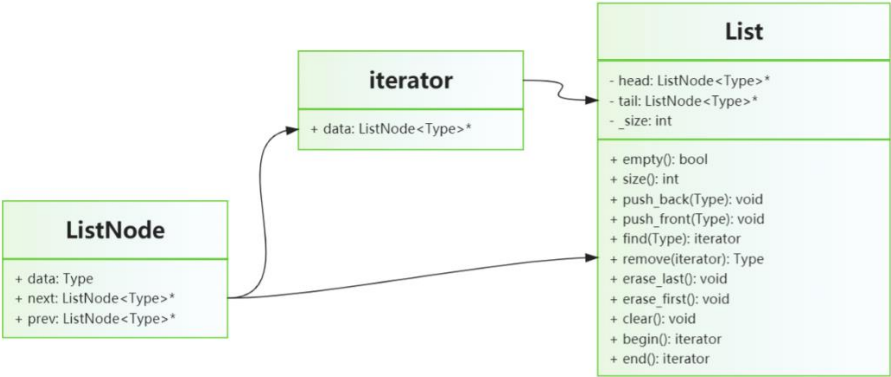 ListNode
+ data: Type
+ next: ListNode<Type>*
+ prev: ListNode<Type>*
iterator
+ data: ListNode<Type>*
List
- head: ListNode<Type>*
- tail: ListNode<Type>*
- _size: int
+ empty(): bool
+ size(): int
+ push_back(Type): void
+ push_front(Type): void
+ find(Type): iterator
+ remove(iterator): Type
+ erase_last(): void
+ erase_first(): void
+ clear(): void
+ begin(): iterator
+ end(): iterator